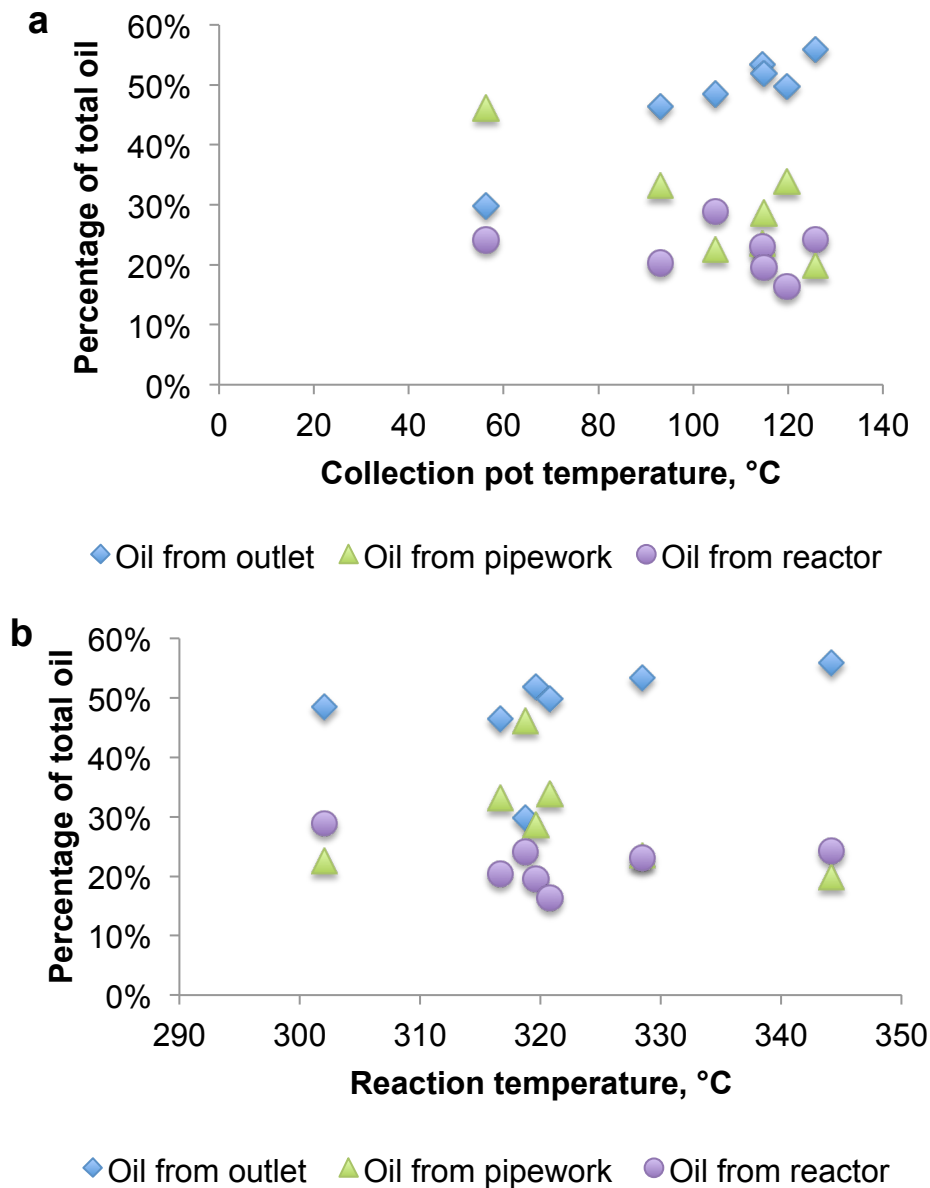 a
Percentage of total oil
60%
50%
40%
30%
20%
10%
0%
0 20 40 60 80 100 120 140
Collection pot temperature, °C
Oil from outlet Oil from pipework Oil from reactor
b
Percentage of total oil
60%
50%
40%
30%
20%
10%
0%
290 300 310 320 330 340 350
Reaction temperature, °C
Oil from outlet Oil from pipework Oil from reactor